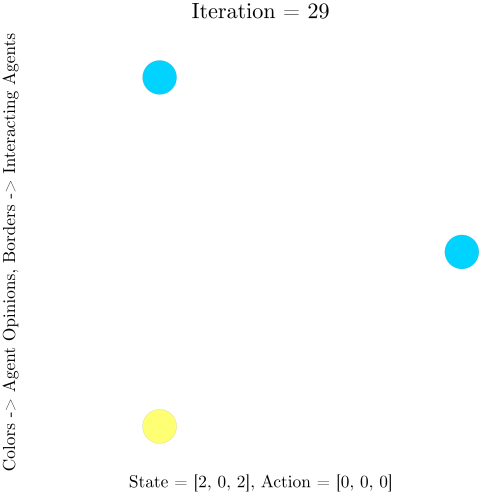 Iteration = 29
Colors -> Agent Opinions, Borders -> Interacting Agents
State = [2, 0, 2], Action = [0, 0, 0]